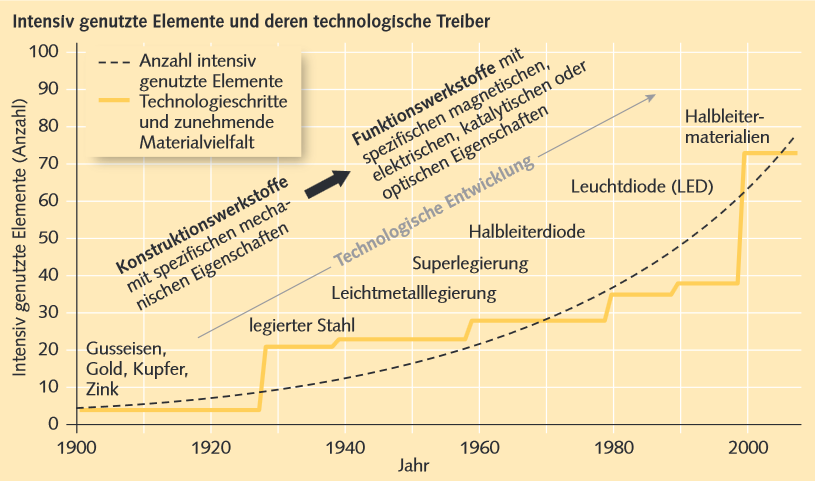 Intensiv genutzte Elemente und deren technologische Treiber
Intensiv genutzte Elemente (Anzahl)
100
90
80
70
60
50
40
30
20
10
0
Anzahl intensiv
genutzte Elemente
Technologieschritte
und zunehmende
Materialvielfalt
Konstruktionswerkstoffe
mit spezifischen mecha-
nischen Eigenschaften
Funktionswerkstoffe mit
spezifischen magnetischen,
elektrischen, katalytischen oder
optischen Eigenschaften
Technologische Entwicklung
Halbleiter-
materialien
Leuchtdiode (LED)
Halbleiterdiode
Superlegierung
Leichtmetalllegierung
legierter Stahl
Gusseisen,
Gold, Kupfer,
Zink
1900 1920 1940 1960 1980 2000
Jahr